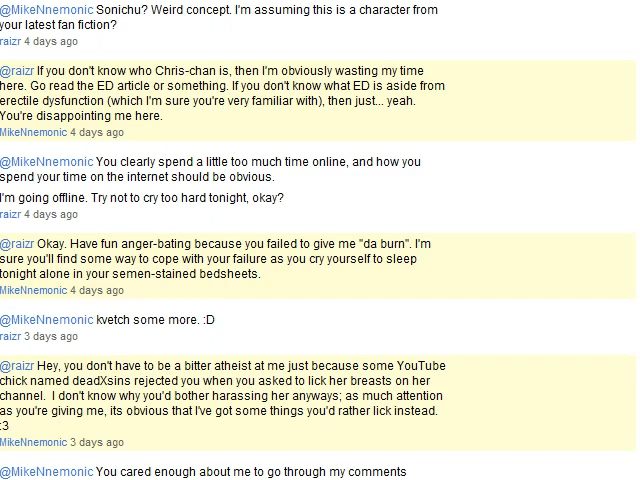 @MikeNnemonic Sonichu? Weird concept. I'm assuming this is a character from
your latest fan fiction?
raizr 4 days ago
@raizr If you don't know who Chris-chan is, then I'm obviously wasting my time
here. Go read the ED article or something. If you don't know what ED is aside from
erectile dysfunction (which I'm sure you're very familiar with), then just... yeah.
You're disappointing me here.
MikeNnemonic 4 days ago
@MikeNnemonic You clearly spend a little too much time online, and how you
spend your time on the internet should be obvious.
I'm going offline. Try not to cry too hard tonight, okay?
raizr 4 days ago
@raizr Okay. Have fun anger-bating because you failed to give me "da burn". I'm
sure you'll find some way to cope with your failure as you cry yourself to sleep
tonight alone in your semen-stained bedsheets.
MikeNnemonic 4 days ago
@MikeNnemonic kvetch some more. :D
raizr 3 days ago
@raizr Hey, you don't have to be a bitter atheist at me just because some YouTube
chick named deadXsins rejected you when you asked to lick her breasts on her
channel.  I don't know why you'd bother harassing her anyways; as much attention
as you're giving me, its obvious that I've got some things you'd rather lick instead.
:3
MikeNnemonic 3 days ago
@MikeNnemonic You cared enough about me to go through my comments